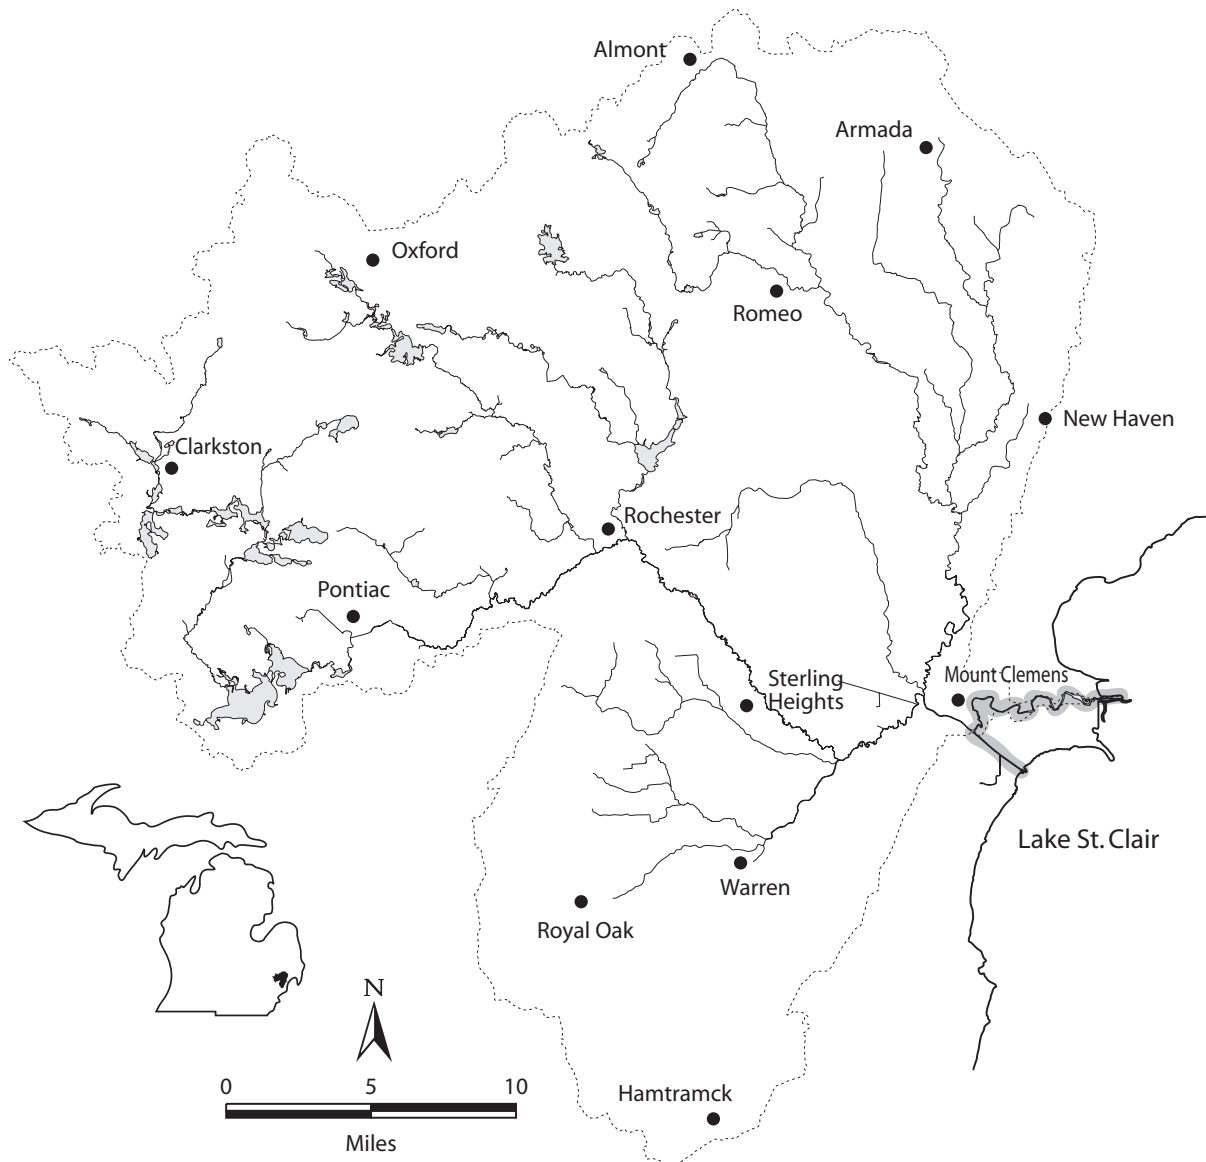 Almont
Armada
Oxford
Romeo
New Haven
Clarkston
Rochester
Pontiac
Mount Clemens
Sterling
Heights
Lake St. Clair
Warren
Royal Oak
N
0 5 10
Miles
Hamtramck